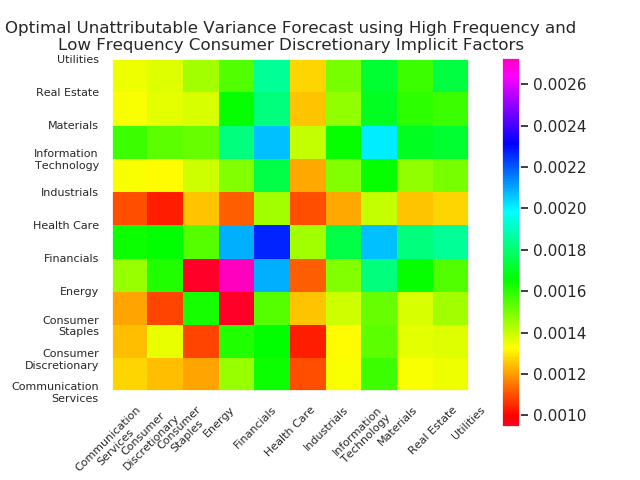 Optimal Unattributable Variance Forecast using High Frequency and
Low Frequency Consumer Discretionary Implicit Factors
Utilities
Real Estate
Materials
Information
Technology
Industrials
Health Care
Financials
Energy
Consumer
Staples
Consumer
Discretionary
Communication
Services
0.0026
0.0024
0.0022
0.0020
0.0018
0.0016
0.0014
0.0012
0.0010
Communication
Services
Consumer
Discretionary
Consumer
Staples
Energy
Financials
Health Care
Industrials
Information
Technology
Materials
Real Estate
Utilities